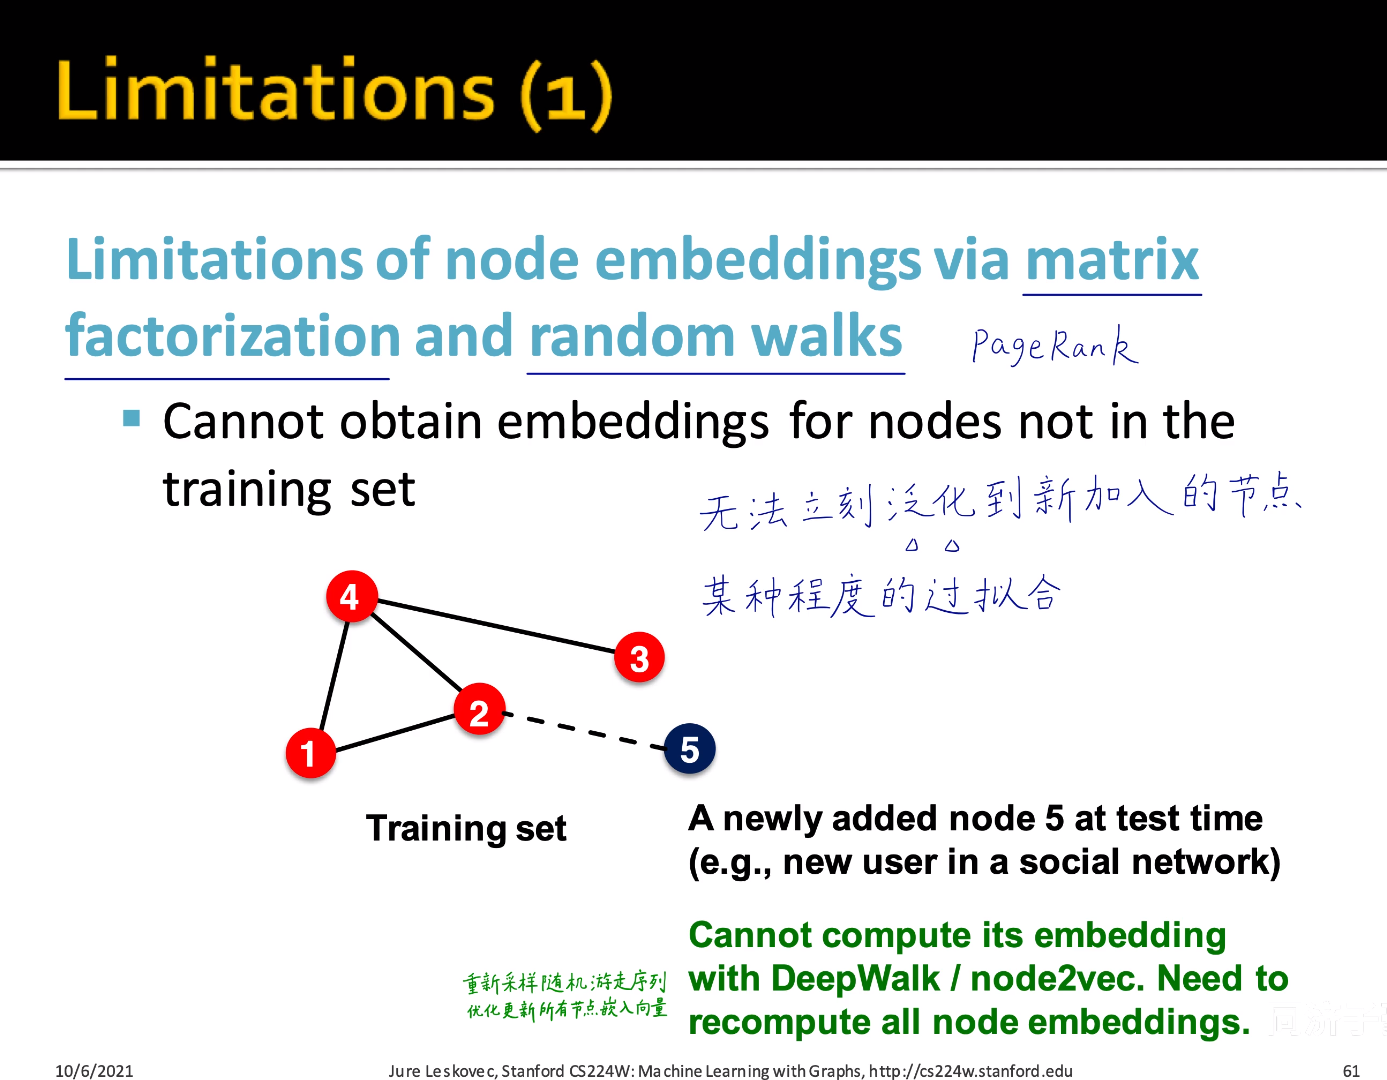 Limitations (1)
Limitations of node embeddings via matrix
factorization and random walks
PageRank
Cannot obtain embeddings for nodes not in the
training set
无法立刻泛化到新加入的节点
某种程度的过拟合
4
3
2
1
5
Training set
A newly added node 5 at test time
(e.g., new user in a social network)
Cannot compute its embedding
with DeepWalk / node2vec. Need to
recompute all node embeddings.
重新采样随机游走序列
优化更新所有节点嵌入向量
10/6/2021
Jure Leskovec, Stanford CS224W: Machine Learning with Graphs, http://cs224w.stanford.edu
61